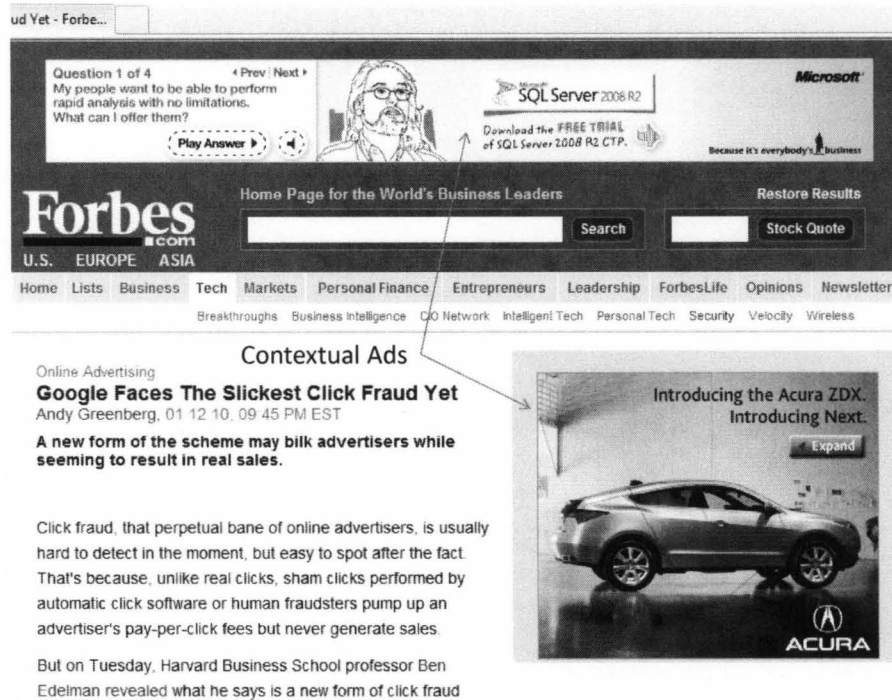 ud Yet - Forbe...
Question 1 of 4
◂ Prev | Next ▸
My people want to be able to perform
rapid analysis with no limitations.
What can I offer them?
Play Answer
Microsoft
SQL Server 2008 R2
Download the FREE TRIAL
of SQL Server 2008 R2 CTP.
Microsoft
Because it's everybody's business
Forbes
.com
U.S. EUROPE ASIA
Home Page for the World's Business Leaders
Search
Restore Results
Stock Quote
Home Lists Business Tech Markets Personal Finance Entrepreneurs Leadership ForbesLife Opinions Newsletter
Breakthroughs Business Intelligence CIO Network Intelligent Tech Personal Tech Security Velocity Wireless
Contextual Ads
Online Advertising
Google Faces The Slickest Click Fraud Yet
Andy Greenberg, 01 12 10, 09 45 PM EST
A new form of the scheme may bilk advertisers while
seeming to result in real sales.
Click fraud, that perpetual bane of online advertisers, is usually
hard to detect in the moment, but easy to spot after the fact.
That's because, unlike real clicks, sham clicks performed by
automatic click software or human fraudsters pump up an
advertiser's pay-per-click fees but never generate sales.
But on Tuesday, Harvard Business School professor Ben
Edelman revealed what he says is a new form of click fraud
Introducing the Acura ZDX.
Introducing Next.
Expand
ACURA